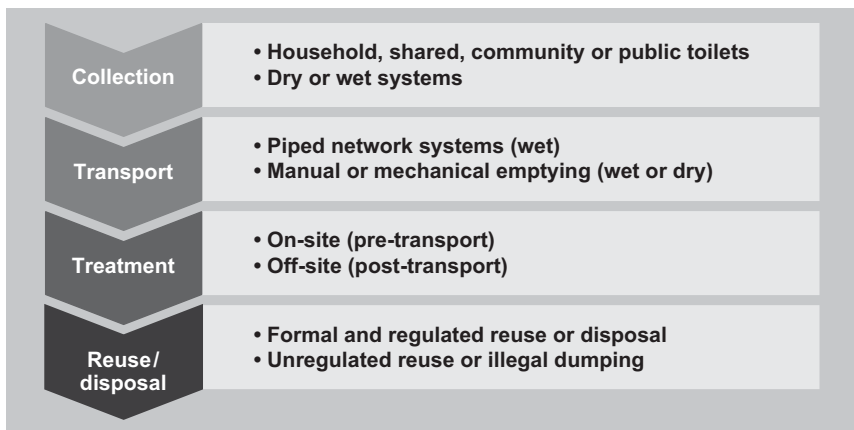 Collection
• Household, shared, community or public toilets
• Dry or wet systems
Transport
• Piped network systems (wet)
• Manual or mechanical emptying (wet or dry)
Treatment
• On-site (pre-transport)
• Off-site (post-transport)
Reuse/
disposal
• Formal and regulated reuse or disposal
• Unregulated reuse or illegal dumping